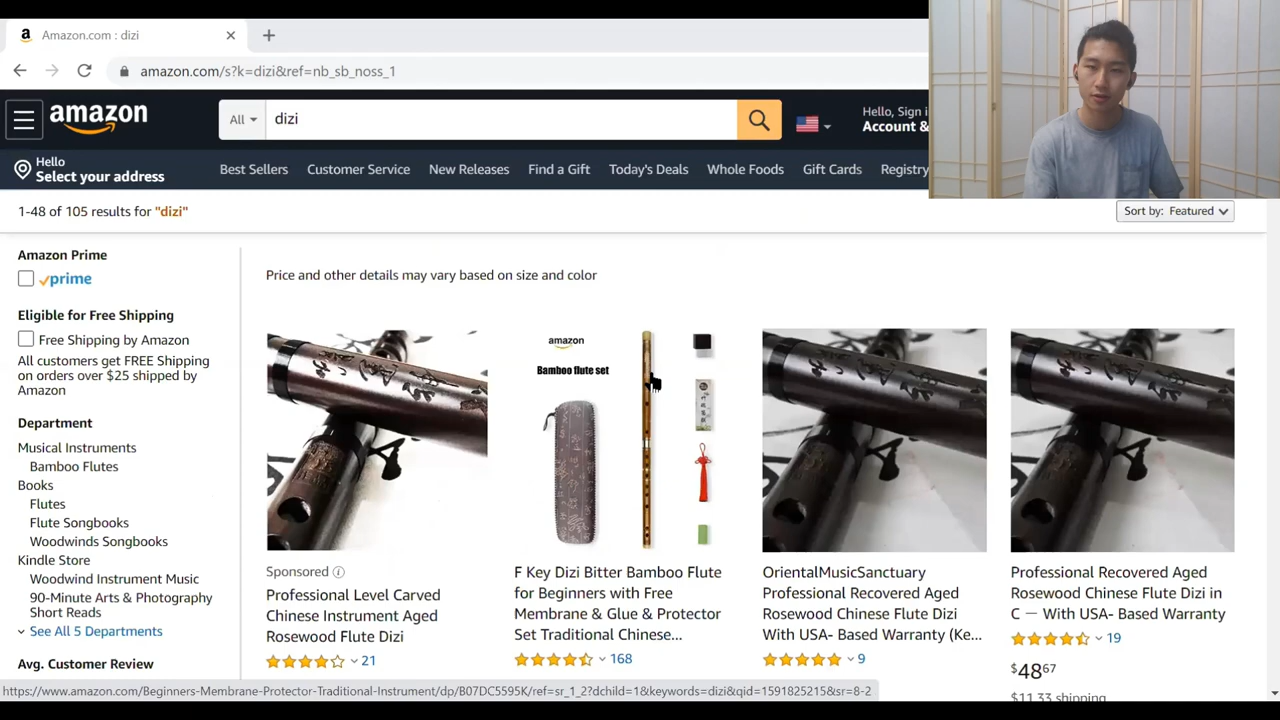 Amazon.com : dizi
amazon.com/s?k=dizi&ref=nb_sb_noss_1
amazon
All
dizi
Hello, Sign i
Account &
Hello
Select your address
Best Sellers
Customer Service
New Releases
Find a Gift
Today's Deals
Whole Foods
Gift Cards
Registry
1-48 of 105 results for "dizi"
Sort by: Featured
Amazon Prime
prime
Eligible for Free Shipping
Free Shipping by Amazon
All customers get FREE Shipping
on orders over $25 shipped by
Amazon
Department
Musical Instruments
Bamboo Flutes
Books
Flutes
Flute Songbooks
Woodwinds Songbooks
Kindle Store
Woodwind Instrument Music
90-Minute Arts & Photography
Short Reads
See All 5 Departments
Avg. Customer Review
Price and other details may vary based on size and color
Sponsored
Professional Level Carved
Chinese Instrument Aged
Rosewood Flute Dizi
21
amazon
Bamboo flute set
F Key Dizi Bitter Bamboo Flute
for Beginners with Free
Membrane & Glue & Protector
Set Traditional Chinese...
168
OrientalMusicSanctuary
Professional Recovered Aged
Rosewood Chinese Flute Dizi
With USA- Based Warranty (Ke...
9
Professional Recovered Aged
Rosewood Chinese Flute Dizi in
C — With USA- Based Warranty
19
$48 67
$11.33 shipping
https://www.amazon.com/Beginners-Membrane-Protector-Traditional-Instrument/dp/B07DC5595K/ref=sr_1_2?dchild=1&keywords=dizi&qid=1591825215&sr=8-2